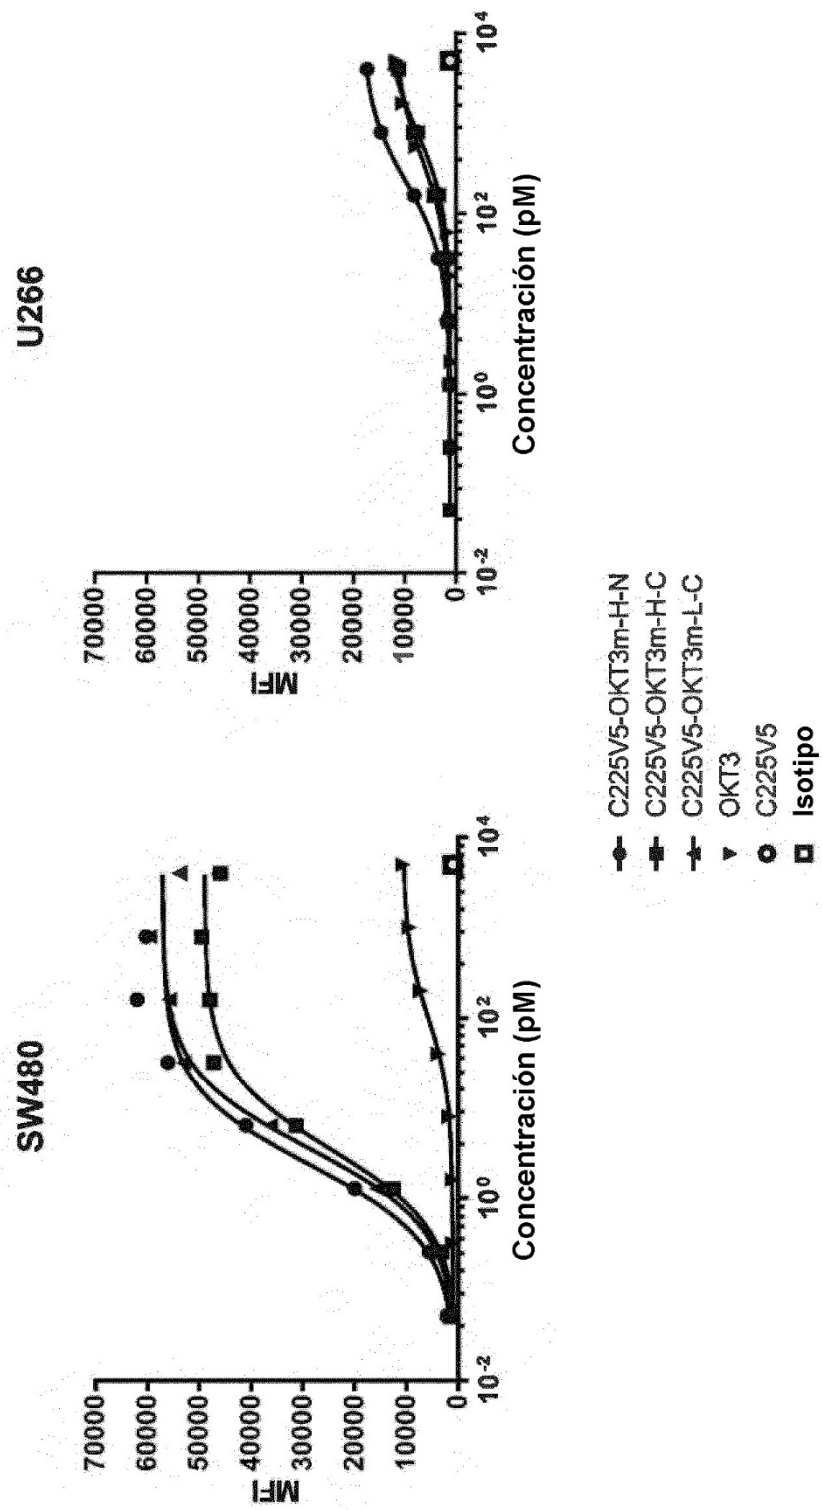 SW480
MFI
70000
60000
50000
40000
30000
20000
10000
0
10-2
10⁰
10²
10⁴
Concentración (pM)
U266
MFI
70000
60000
50000
40000
30000
20000
10000
0
10-2
10⁰
10²
10⁴
Concentración (pM)
C225V5-OKT3m-H-N
C225V5-OKT3m-H-C
C225V5-OKT3m-L-C
OKT3
C225V5
Isotipo